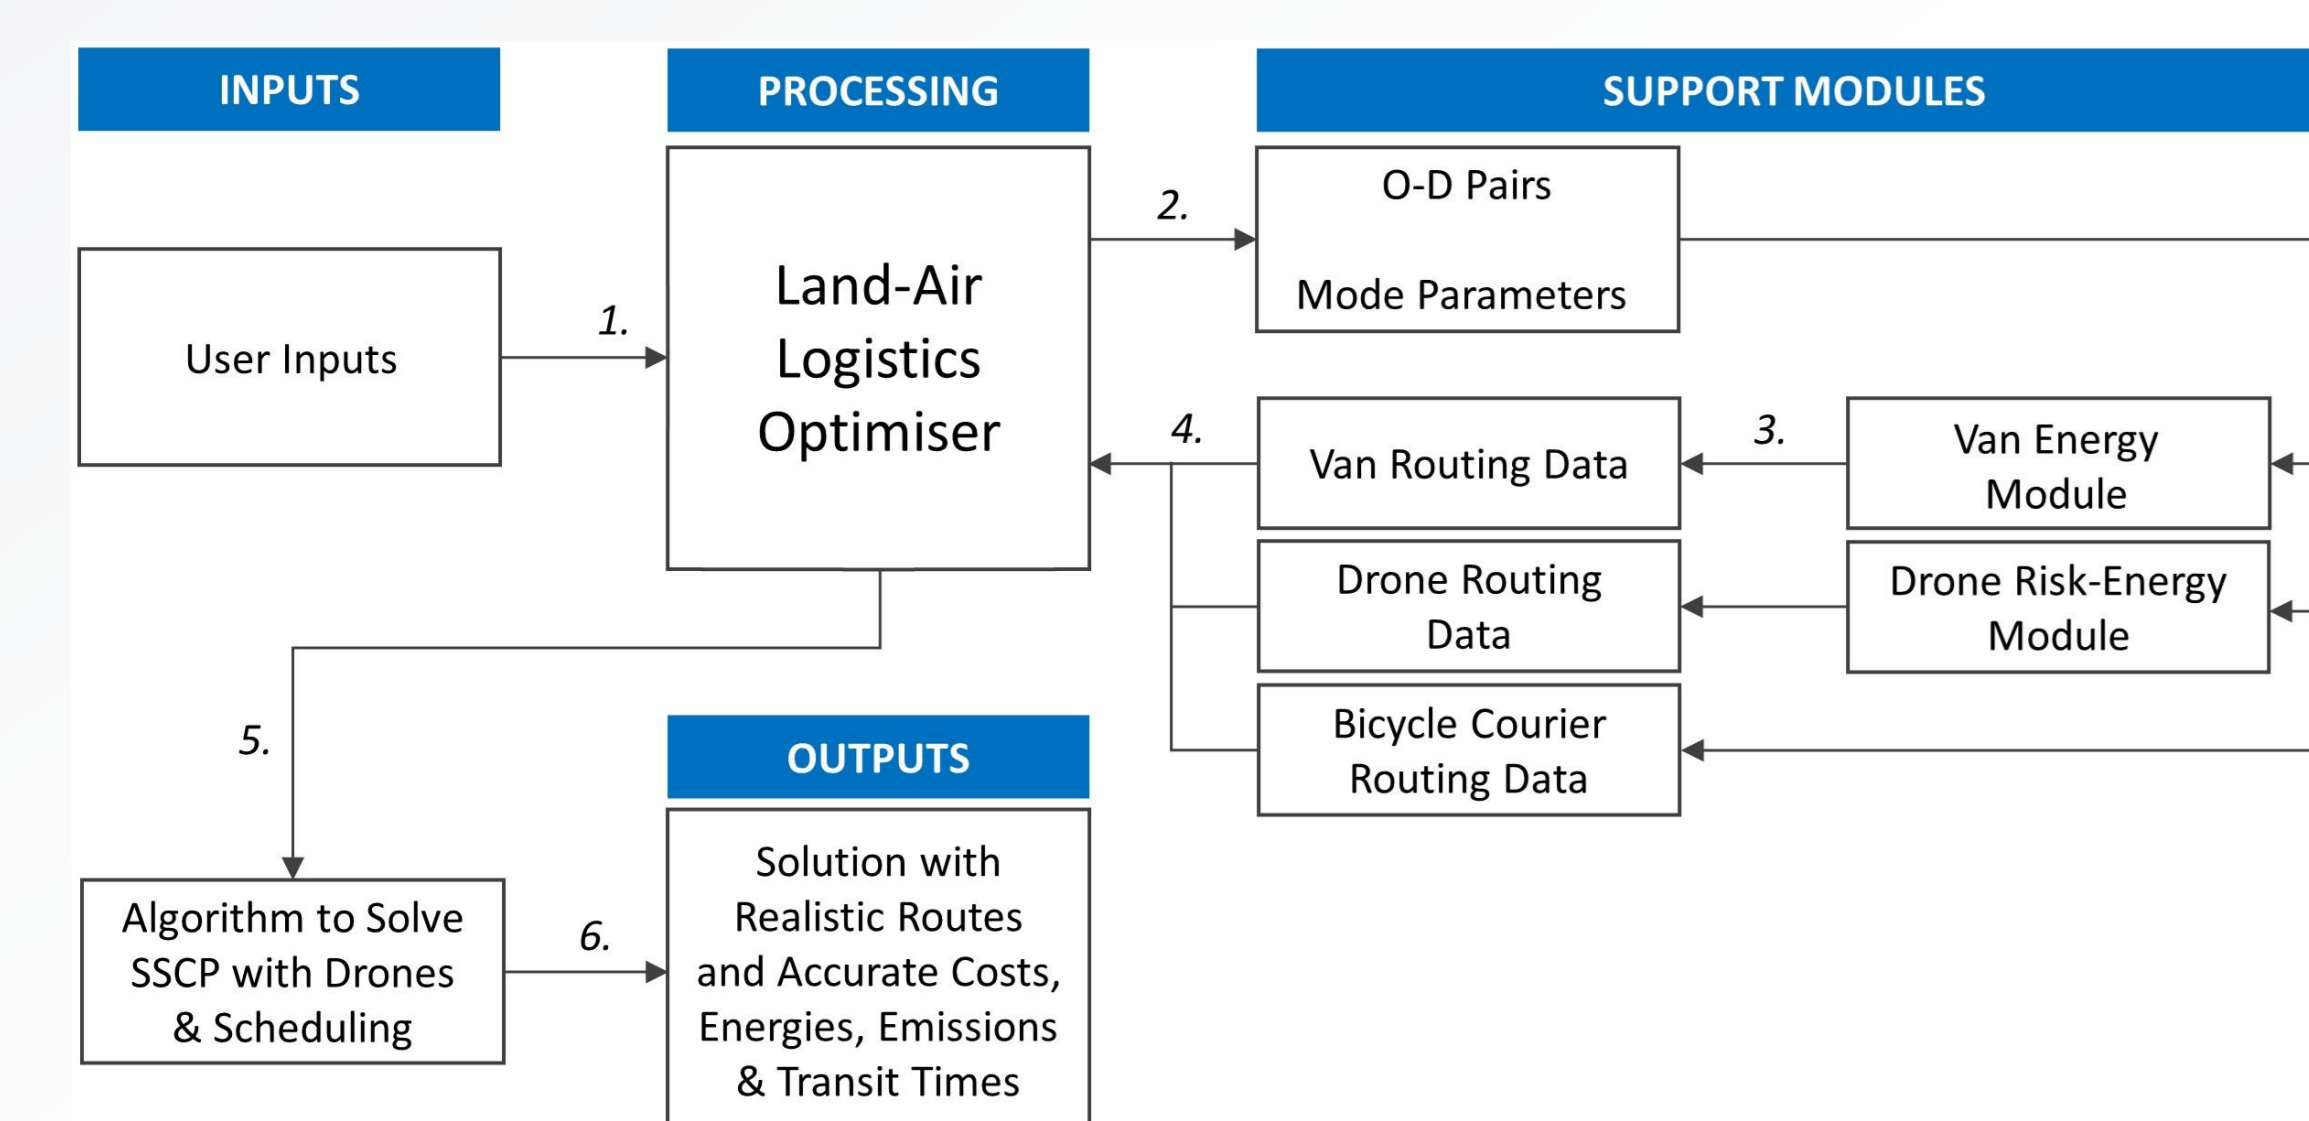 INPUTS
PROCESSING
SUPPORT MODULES
User Inputs
1.
Land-Air
Logistics
Optimiser
2.
O-D Pairs
Mode Parameters
4.
Van Routing Data
3.
Van Energy
Module
Drone Routing
Data
Drone Risk-Energy
Module
Bicycle Courier
Routing Data
5.
Algorithm to Solve
SSCP with Drones
& Scheduling
6.
OUTPUTS
Solution with
Realistic Routes
and Accurate Costs,
Energies, Emissions
& Transit Times